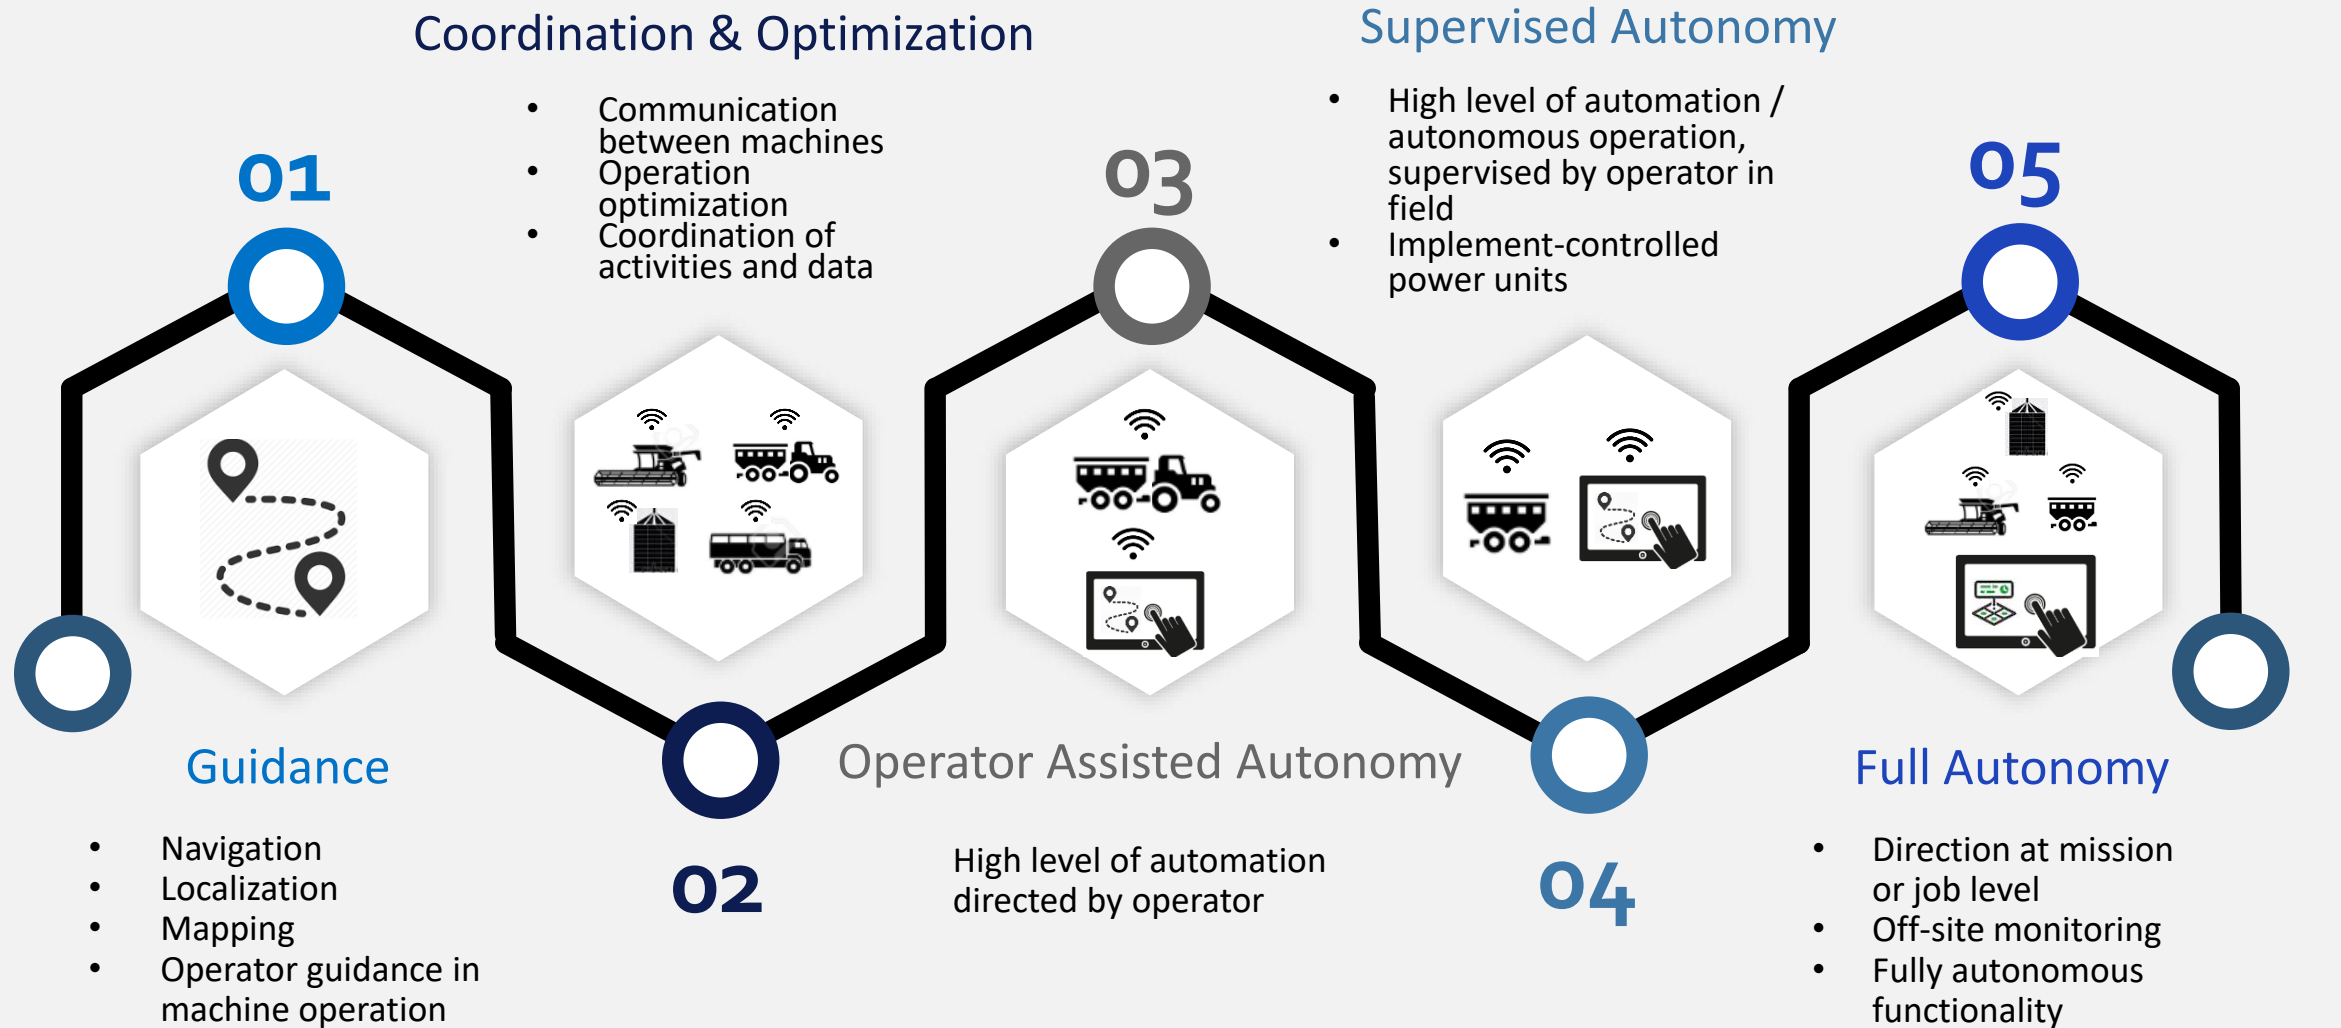 Coordination & Optimization
• Communication
between machines
• Operation
optimization
• Coordination of
activities and data
Supervised Autonomy
• High level of automation /
autonomous operation,
supervised by operator in
field
• Implement-controlled
power units
01
03
05
Guidance
• Navigation
• Localization
• Mapping
• Operator guidance in
machine operation
02
Operator Assisted Autonomy
High level of automation
directed by operator
04
Full Autonomy
• Direction at mission
or job level
• Off-site monitoring
• Fully autonomous
functionality